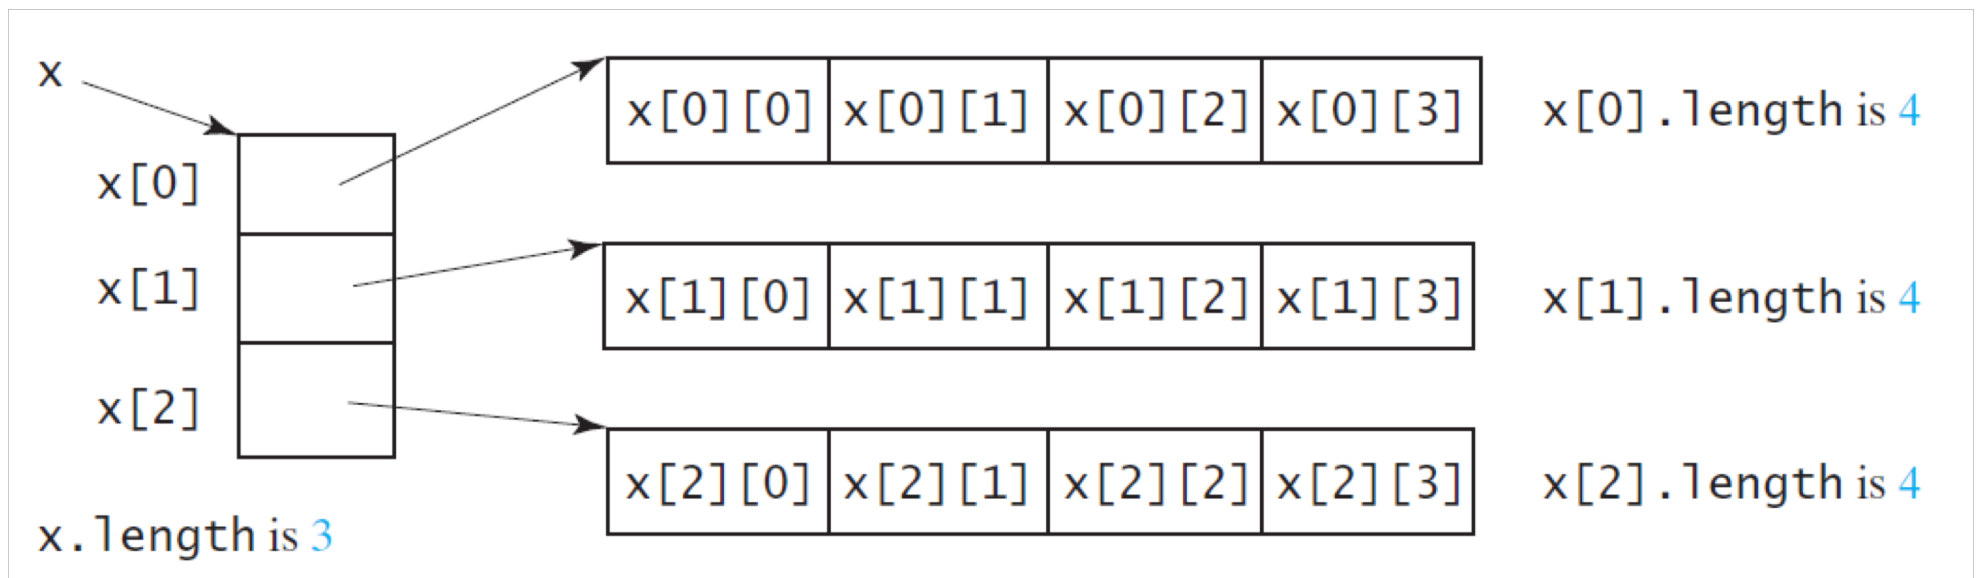 x
x[0][0] x[0][1] x[0][2] x[0][3] x[0].length is 4
x[0]
x[1]
x[1][0] x[1][1] x[1][2] x[1][3] x[1].length is 4
x[2]
x[2][0] x[2][1] x[2][2] x[2][3] x[2].length is 4
x.length is 3